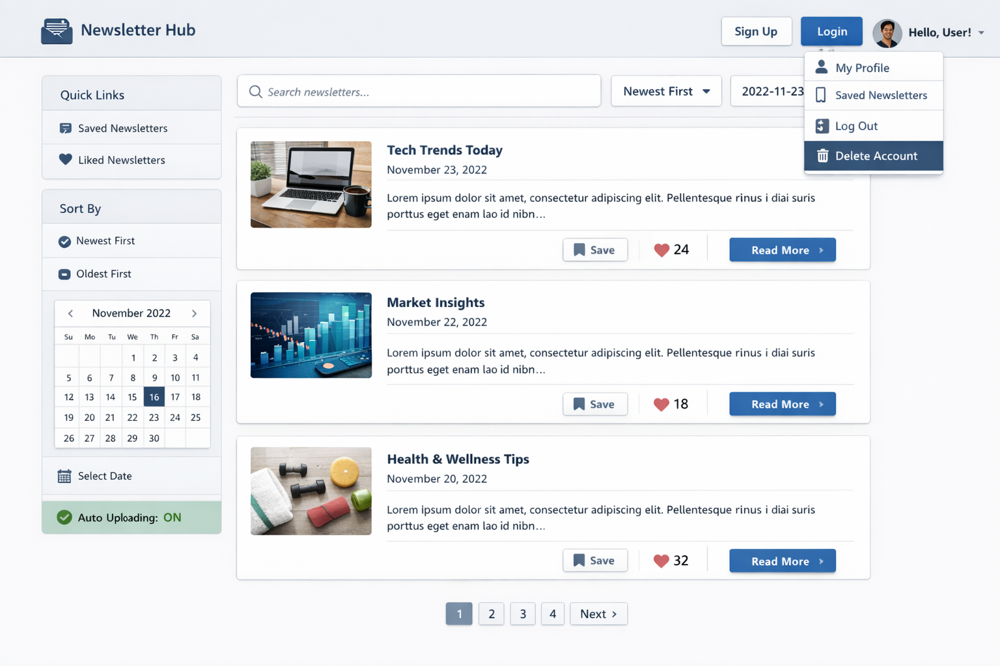 Newsletter Hub
Sign Up
Login
Hello, User!
My Profile
Saved Newsletters
Log Out
Delete Account
Quick Links
Saved Newsletters
Liked Newsletters
Sort By
Newest First
Oldest First
November 2022
Su Mo Tu We Th Fr Sa
1 2 3 4
5 6 7 8 9 10 11
12 13 14 15 16 17 18
19 20 21 22 23 24 25
26 27 28 29 30
Select Date
Auto Uploading: ON
Search newsletters...
Newest First
2022-11-23
Tech Trends Today
November 23, 2022
Lorem ipsum dolor sit amet, consectetur adipiscing elit. Pellentesque rinus i diai suris
porttus eget enam lao id nibn...
Save
24
Read More
Market Insights
November 22, 2022
Lorem ipsum dolor sit amet, consectetur adipiscing elit. Pellentesque rinus i diai suris
porttus eget enam lao id nibn...
Save
18
Read More
Health & Wellness Tips
November 20, 2022
Lorem ipsum dolor sit amet, consectetur adipiscing elit. Pellentesque rinus i diai suris
porttus eget enam lao id nibn...
Save
32
Read More
1 2 3 4 Next